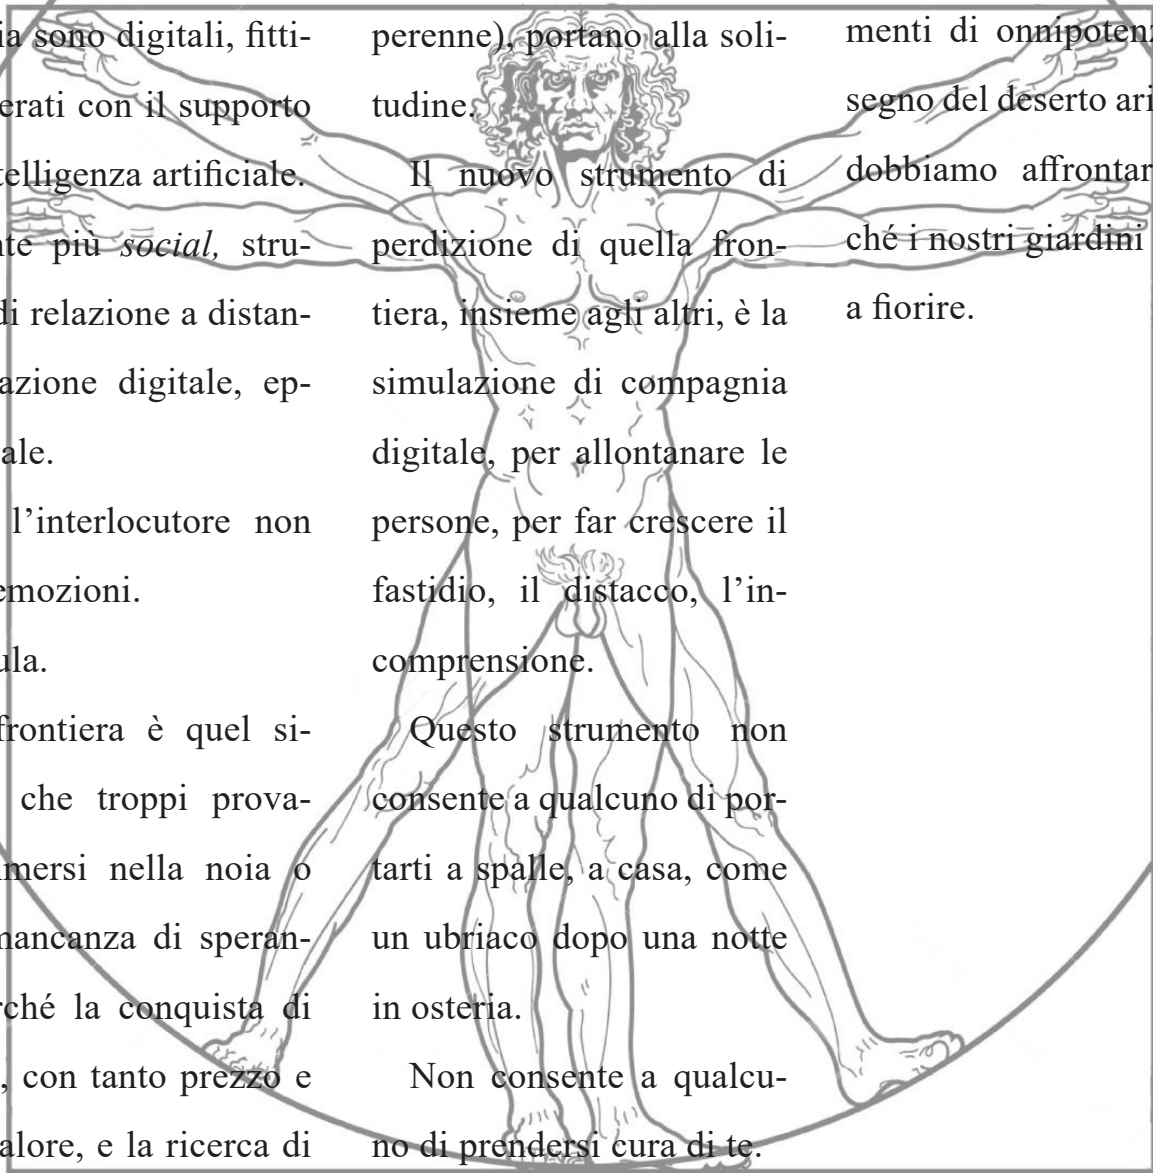 ia sono digitali, fitti-
erati con il supporto
telligenza artificiale.
nte più social, stru-
di relazione a distan-
azione digitale, ep-
ale.
l’interlocutore non
emozioni.
ula.
frontiera è quel si-
che troppi prova-
mersi nella noia o
mancanza di speran-
rché la conquista di
, con tanto prezzo e
alore, e la ricerca di
perenne), portano alla soli-
tudine.
Il nuovo strumento di
perdizione di quella fron-
tiera, insieme agli altri, è la
simulazione di compagnia
digitale, per allontanare le
persone, per far crescere il
fastidio, il distacco, l’in-
comprensione.
Questo strumento non
consente a qualcuno di por-
tarti a spalle, a casa, come
un ubriaco dopo una notte
in osteria.
Non consente a qualcu-
no di prendersi cura di te.
menti di onnipotenz
segno del deserto ari
dobbiamo affrontar
ché i nostri giardini
a fiorire.